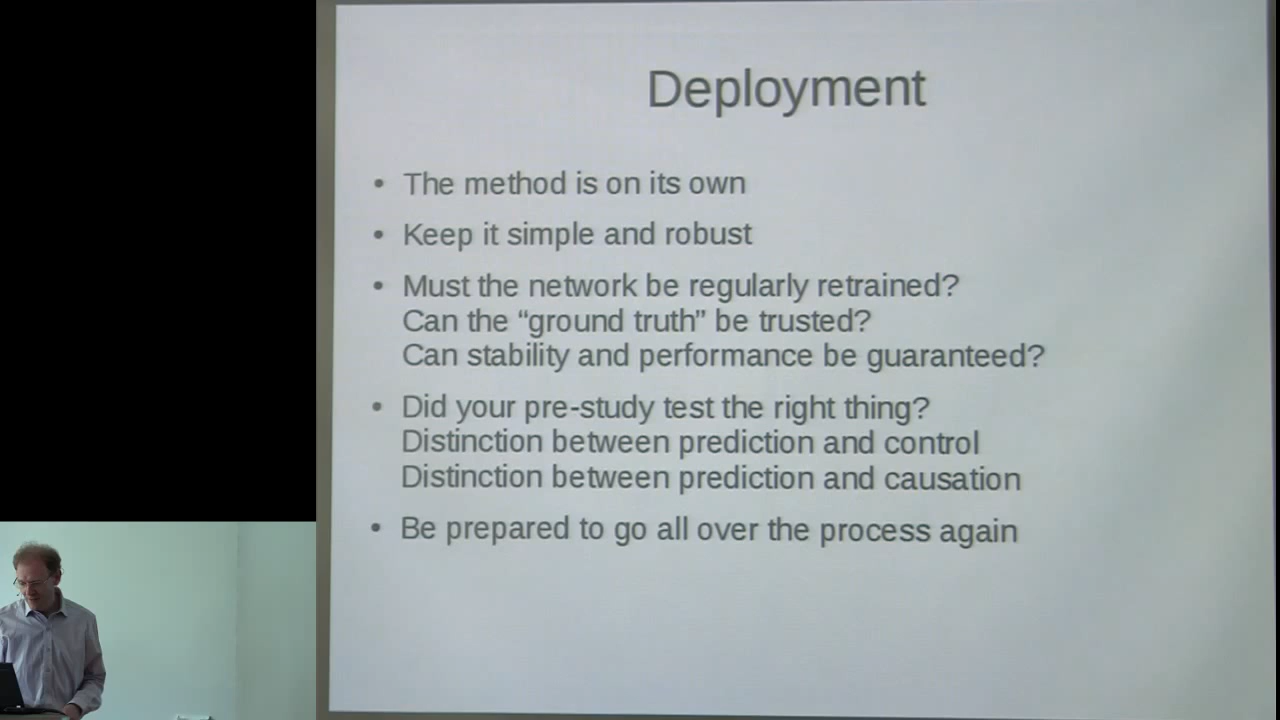 Deployment
• The method is on its own
• Keep it simple and robust
• Must the network be regularly retrained?
Can the “ground truth” be trusted?
Can stability and performance be guaranteed?
• Did your pre-study test the right thing?
Distinction between prediction and control
Distinction between prediction and causation
• Be prepared to go all over the process again